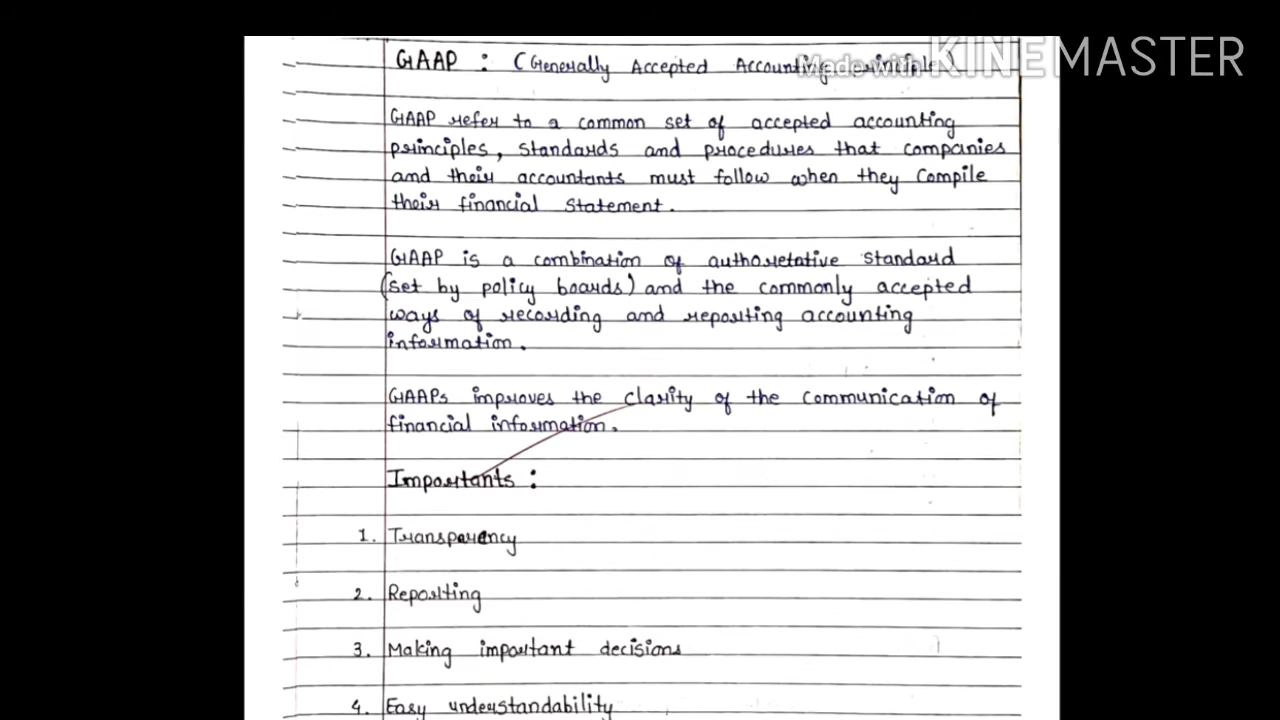 GAAP : (Generally Accepted Accounting principle)
Made with KINEMASTER
GAAP refer to a common set of accepted accounting
principles, standards and procedures that companies
and their accountants must follow when they compile
their financial statement.
GAAP is a combination of authoretative standard
(set by policy boards) and the commonly accepted
ways of recording and reporting accounting
information.
GAAPs improves the clarity of the communication of
financial information.
Importants :
1. Transparency
2. Reporting
3. Making important decisions
4. Easy understandability